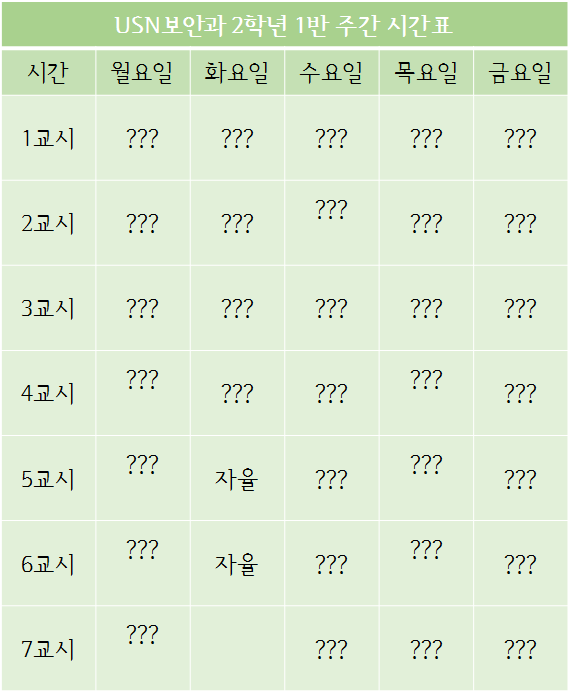 USN보안과 2학년 1반 주간 시간표
시간 월요일 화요일 수요일 목요일 금요일
1교시 ??? ??? ??? ??? ???
2교시 ??? ??? ??? ??? ???
3교시 ??? ??? ??? ??? ???
4교시 ??? ??? ??? ??? ???
5교시 ??? 자율 ??? ??? ???
6교시 ??? 자율 ??? ??? ???
7교시 ??? ??? ??? ???